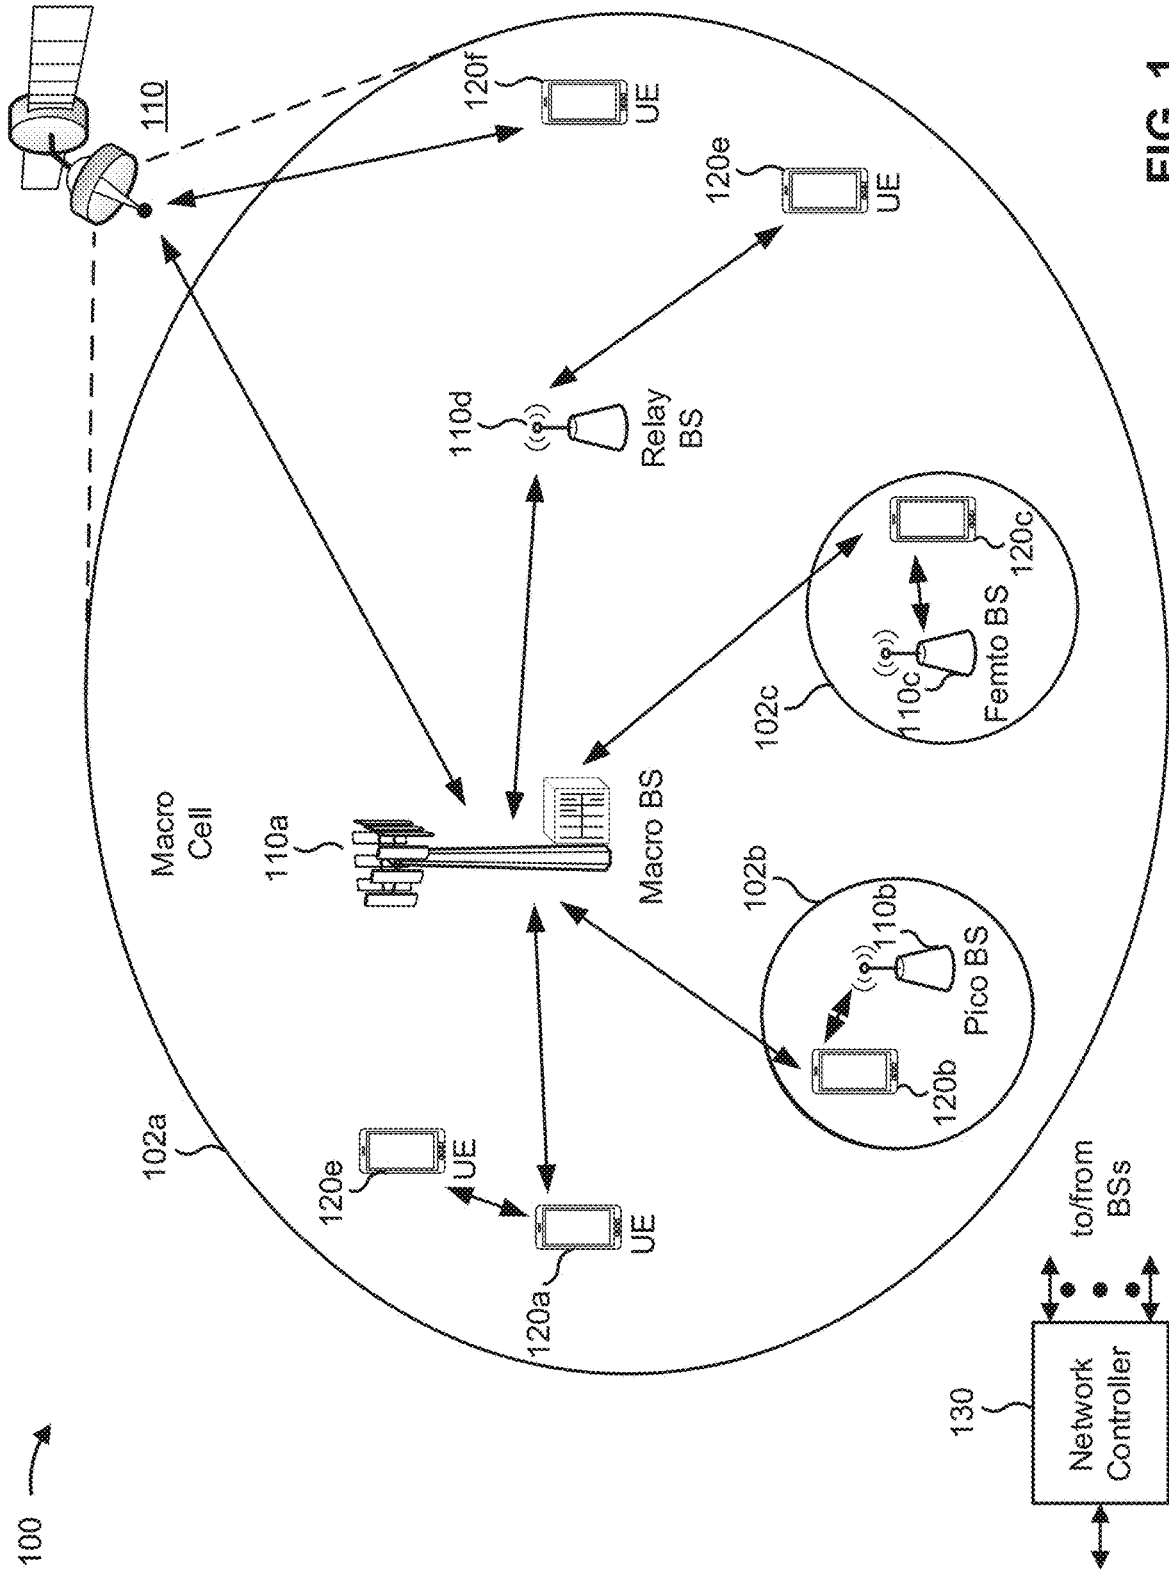 100
102a
Macro
Cell
110
110a
110d
120f
UE
120e
UE
120e
UE
120a
UE
Macro BS
Relay
BS
102b
110b
Pico BS
120b
102c
110c
Femto BS
120c
130
Network
Controller
to/from
BSs
FIG. 1